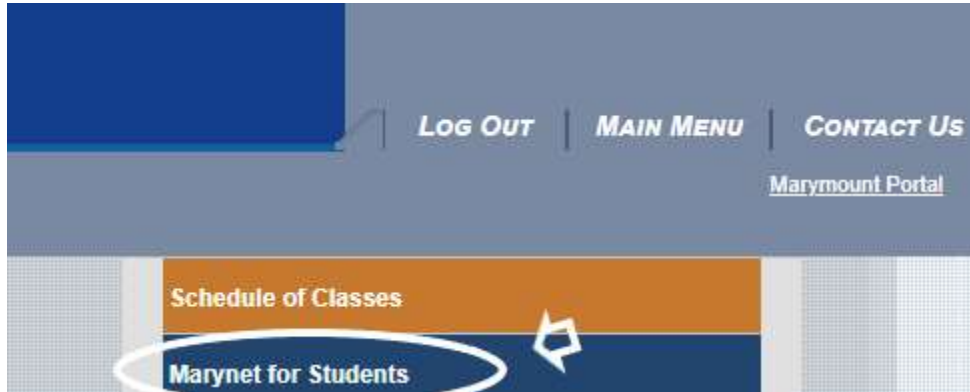 LOG OUT MAIN MENU CONTACT US
Marymount Portal
Schedule of Classes
Marynet for Students